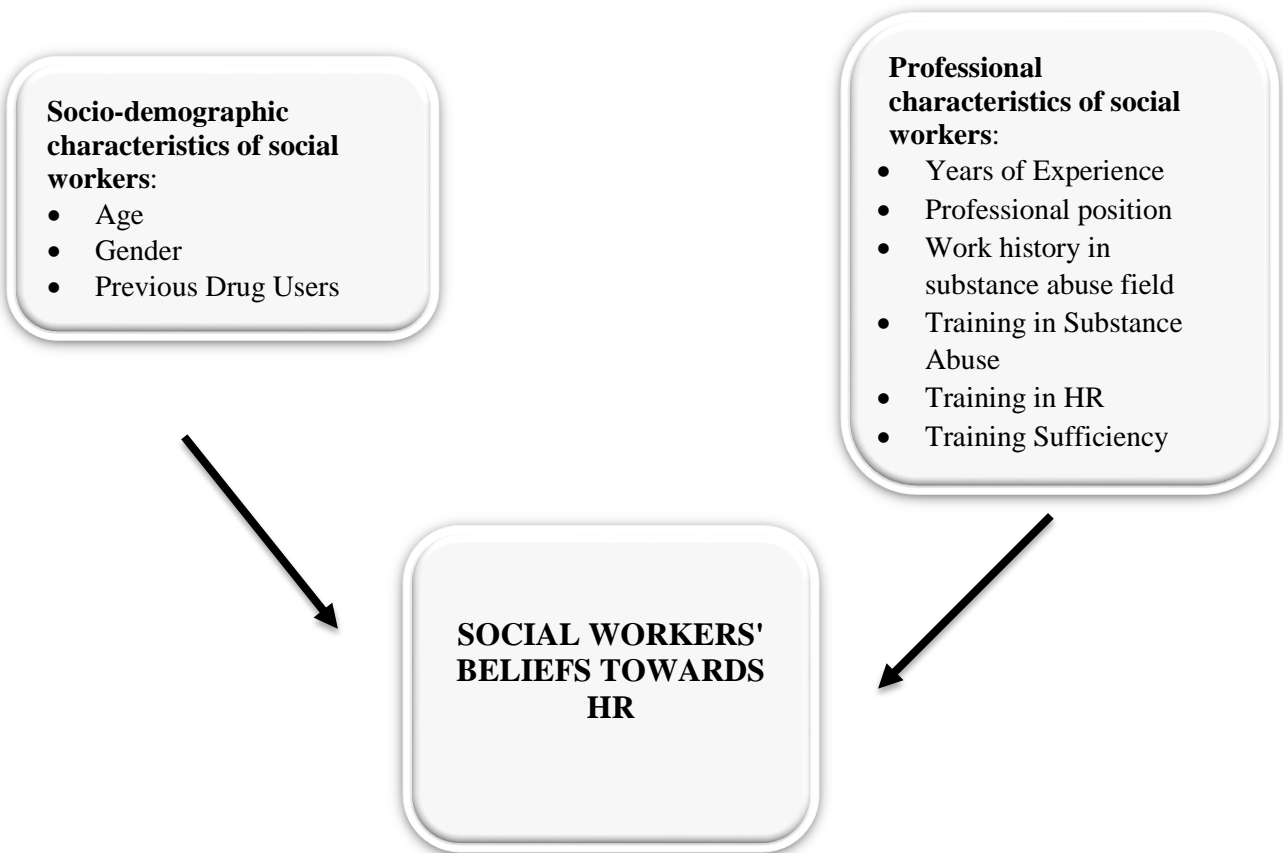 Socio-demographic
characteristics of social
workers:
• Age
• Gender
• Previous Drug Users
Professional
characteristics of social
workers:
• Years of Experience
• Professional position
• Work history in
substance abuse field
• Training in Substance
Abuse
• Training in HR
• Training Sufficiency
SOCIAL WORKERS'
BELIEFS TOWARDS
HR